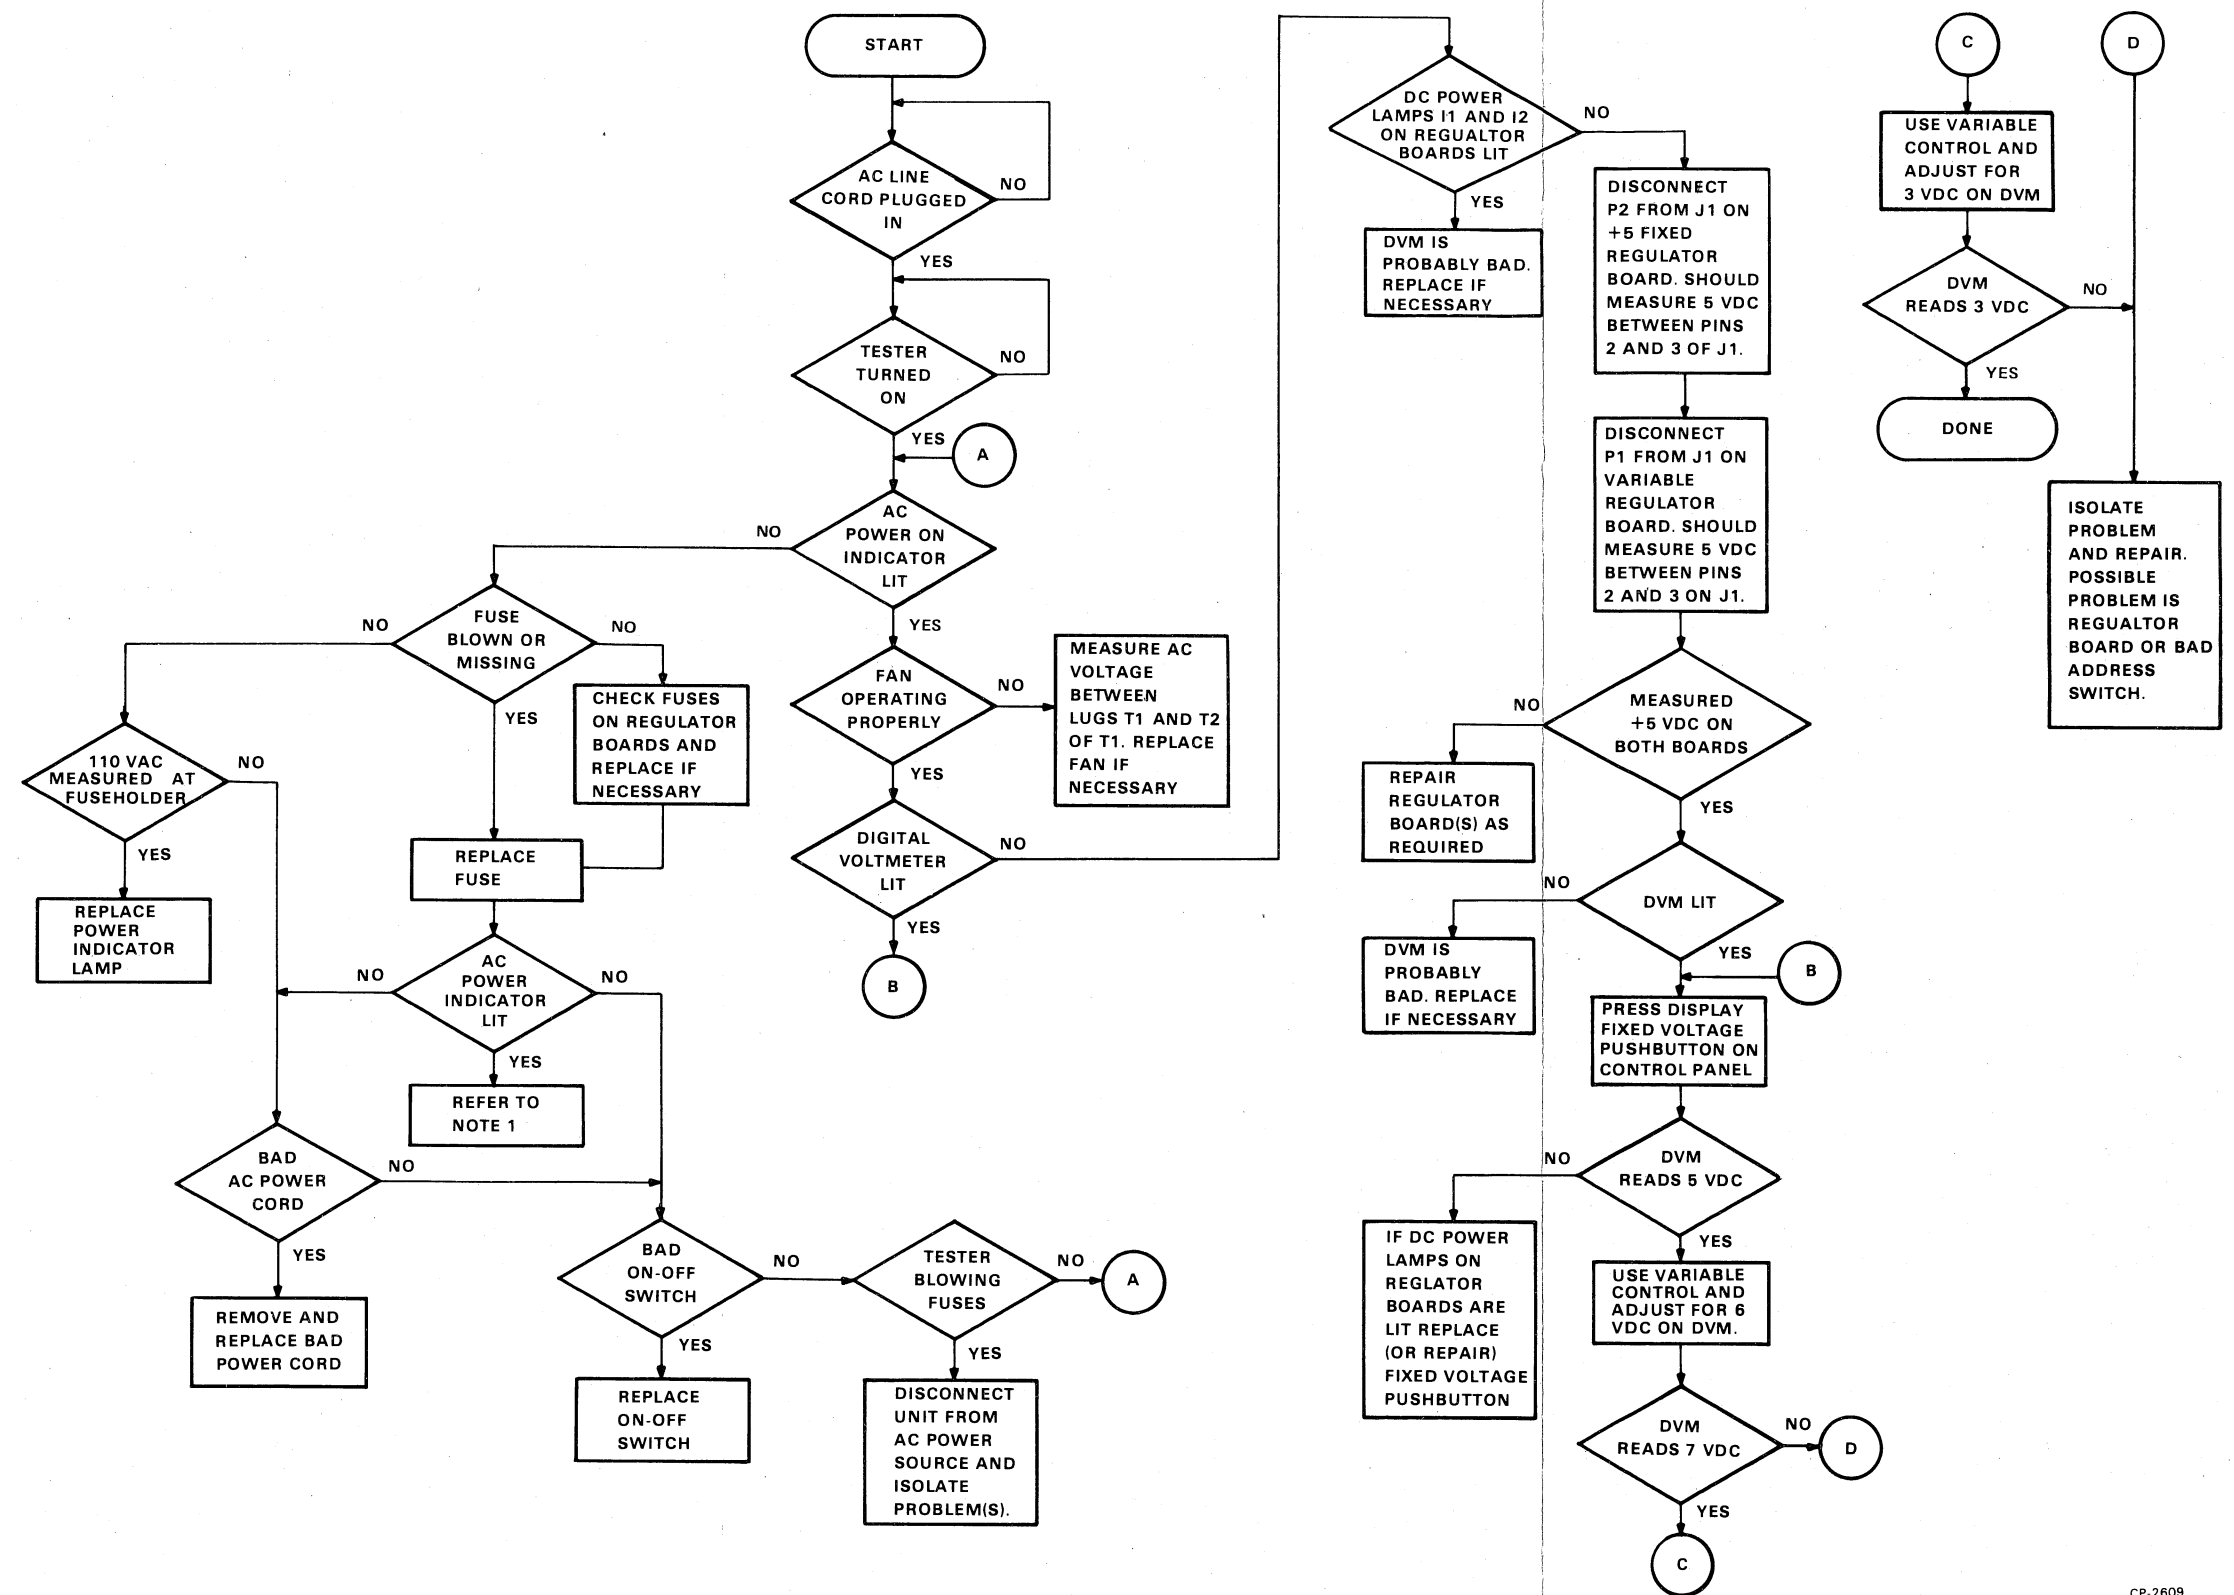 START
AC LINE
CORD PLUGGED
IN
NO
YES
TESTER
TURNED
ON
NO
YES
A
AC
POWER ON
INDICATOR
LIT
NO
YES
FUSE
BLOWN OR
MISSING
NO
NO
YES
CHECK FUSES
ON REGULATOR
BOARDS AND
REPLACE IF
NECESSARY
110 VAC
MEASURED AT
FUSEHOLDER
NO
YES
REPLACE
POWER
INDICATOR
LAMP
REPLACE
FUSE
AC
POWER
INDICATOR
LIT
NO
NO
YES
REFER TO
NOTE 1
BAD
AC POWER
CORD
NO
YES
REMOVE AND
REPLACE BAD
POWER CORD
BAD
ON-OFF
SWITCH
NO
YES
REPLACE
ON-OFF
SWITCH
TESTER
BLOWING
FUSES
NO
A
YES
DISCONNECT
UNIT FROM
AC POWER
SOURCE AND
ISOLATE
PROBLEM(S).
FAN
OPERATING
PROPERLY
NO
YES
MEASURE AC
VOLTAGE
BETWEEN
LUGS T1 AND T2
OF T1. REPLACE
FAN IF
NECESSARY
DIGITAL
VOLTMETER
LIT
NO
YES
B
DC POWER
LAMPS I1 AND I2
ON REGUALTOR
BOARDS LIT
NO
YES
DVM IS
PROBABLY BAD.
REPLACE IF
NECESSARY
DISCONNECT
P2 FROM J1 ON
+5 FIXED
REGULATOR
BOARD. SHOULD
MEASURE 5 VDC
BETWEEN PINS
2 AND 3 OF J1.
DISCONNECT
P1 FROM J1 ON
VARIABLE
REGULATOR
BOARD. SHOULD
MEASURE 5 VDC
BETWEEN PINS
2 AND 3 ON J1.
MEASURED
+5 VDC ON
BOTH BOARDS
NO
YES
REPAIR
REGULATOR
BOARD(S) AS
REQUIRED
DVM LIT
NO
YES
DVM IS
PROBABLY
BAD. REPLACE
IF NECESSARY
B
PRESS DISPLAY
FIXED VOLTAGE
PUSHBUTTON ON
CONTROL PANEL
DVM
READS 5 VDC
NO
YES
IF DC POWER
LAMPS ON
REGLATOR
BOARDS ARE
LIT REPLACE
(OR REPAIR)
FIXED VOLTAGE
PUSHBUTTON
USE VARIABLE
CONTROL AND
ADJUST FOR 6
VDC ON DVM.
DVM
READS 7 VDC
NO
D
YES
C
C
USE VARIABLE
CONTROL AND
ADJUST FOR
3 VDC ON DVM
DVM
READS 3 VDC
NO
YES
DONE
D
ISOLATE
PROBLEM
AND REPAIR.
POSSIBLE
PROBLEM IS
REGUALTOR
BOARD OR BAD
ADDRESS
SWITCH.
CP-2609